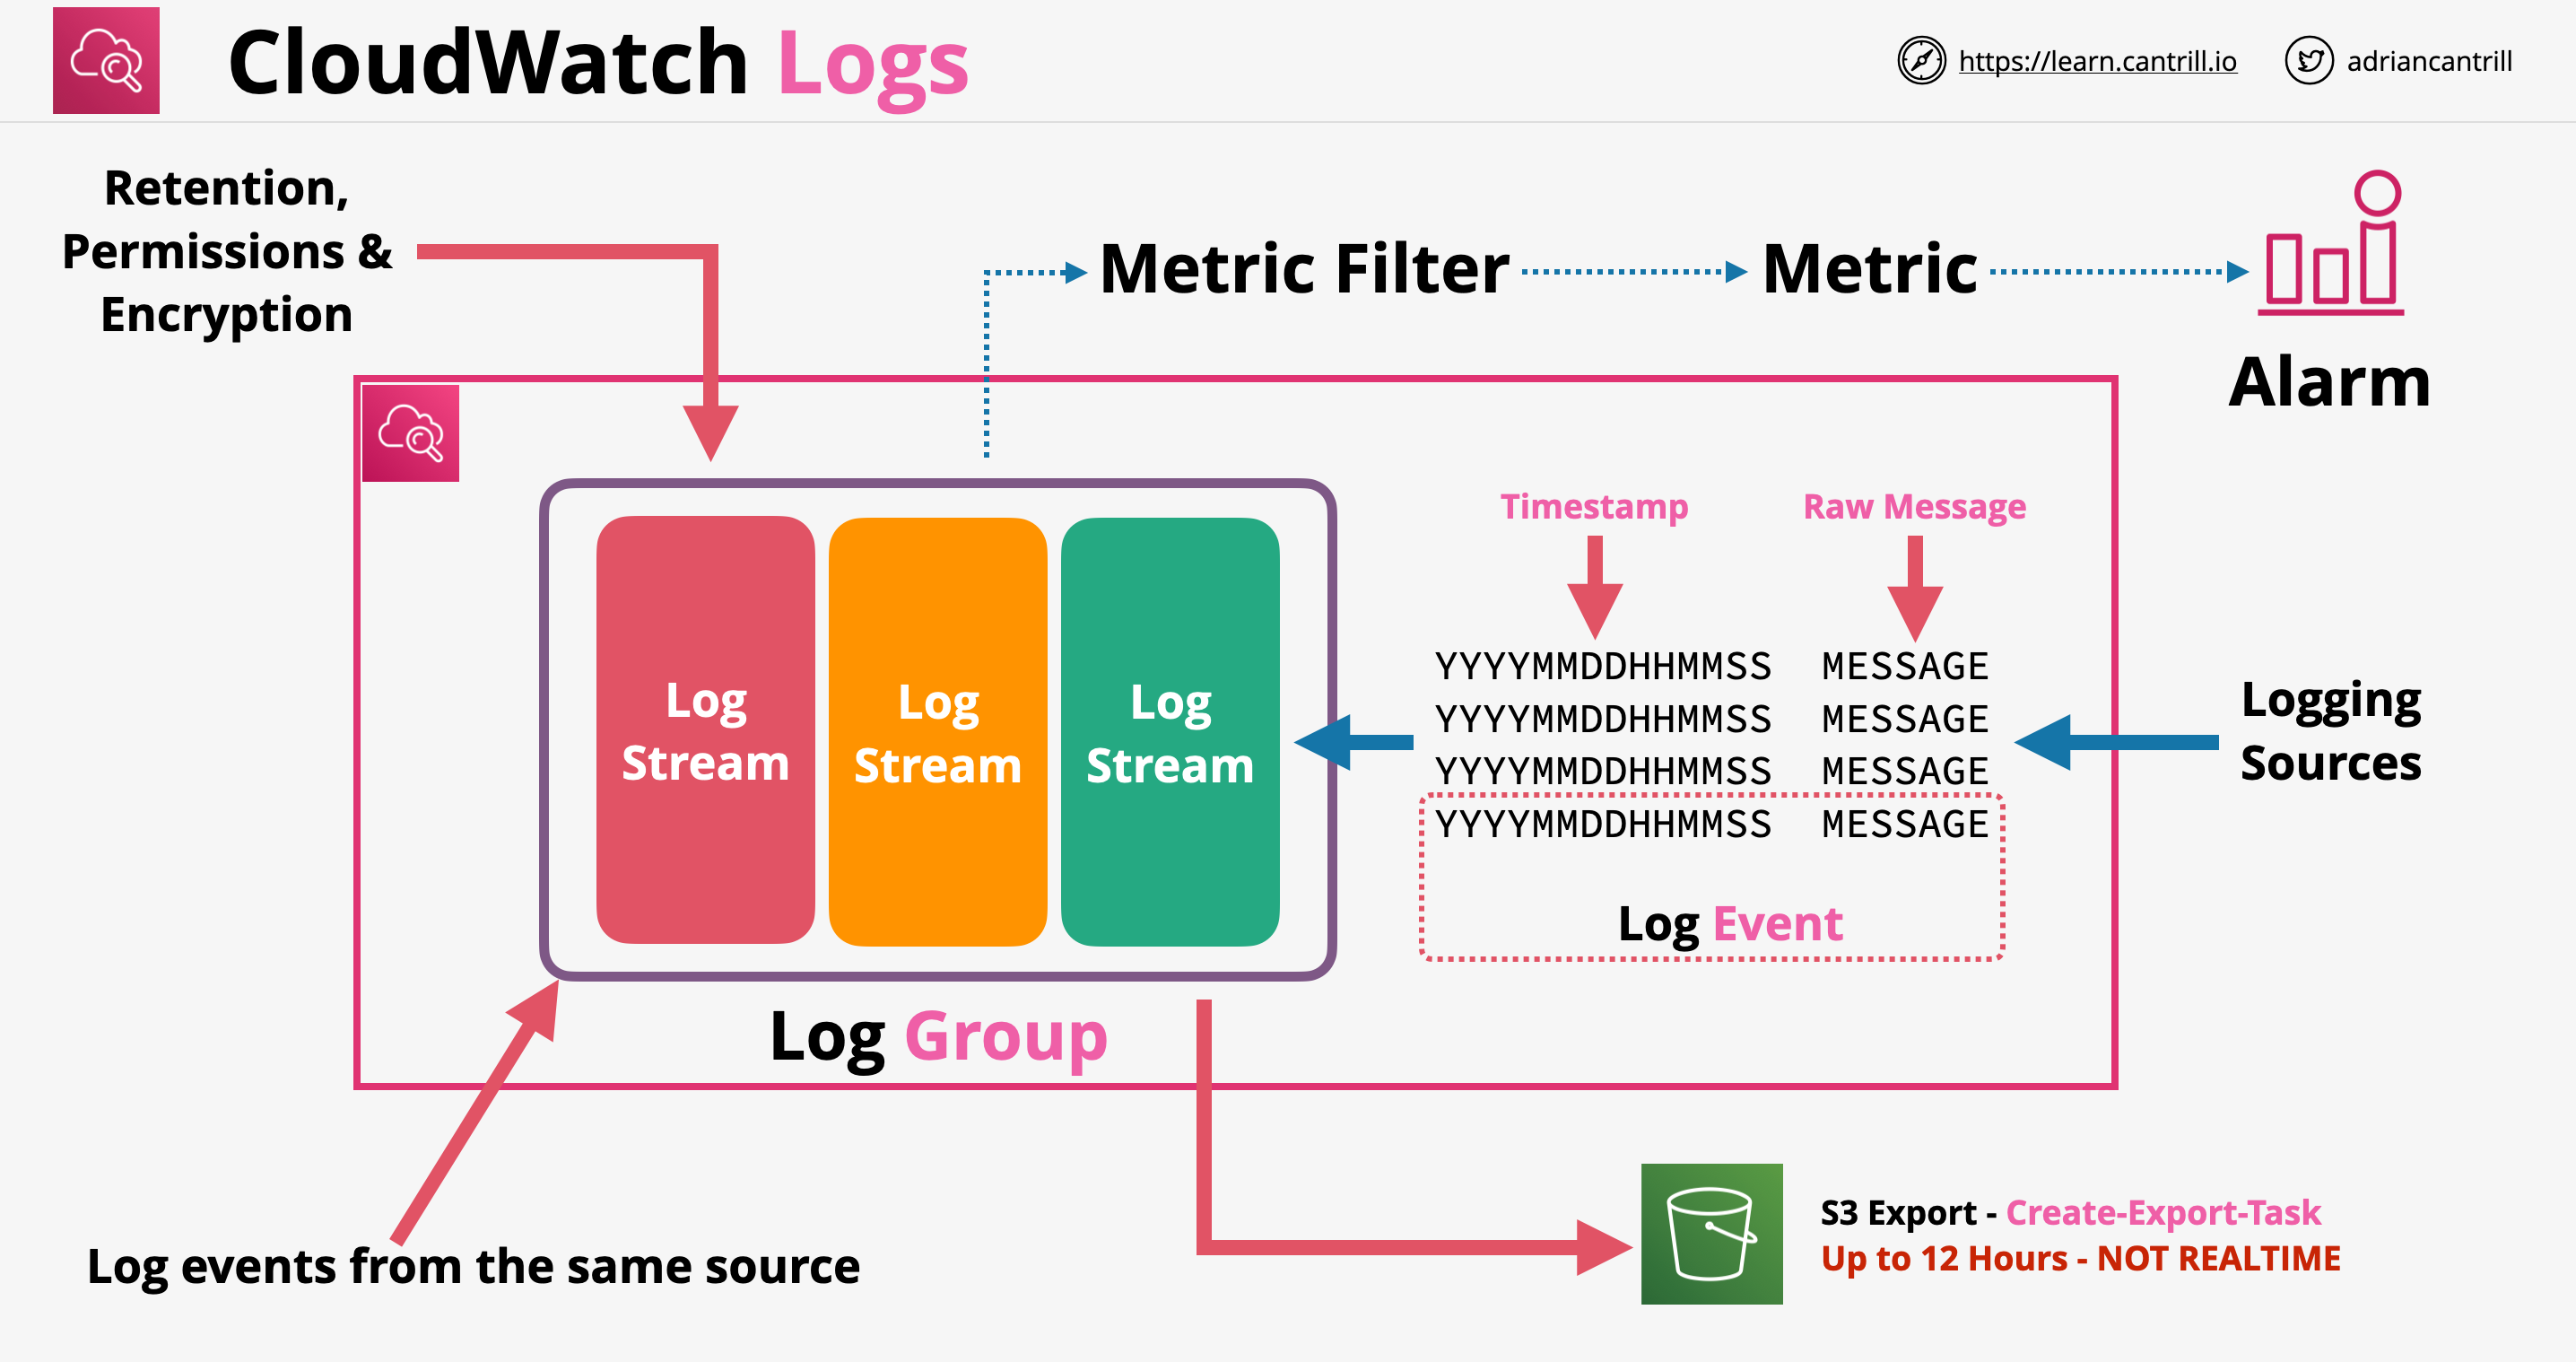 CloudWatch Logs
https://learn.cantrill.io
adriancantrill
Retention,
Permissions &
Encryption
Metric Filter
Metric
Alarm
Timestamp
Raw Message
YYYYMMDDHHMMSS MESSAGE
YYYYMMDDHHMMSS MESSAGE
YYYYMMDDHHMMSS MESSAGE
YYYYMMDDHHMMSS MESSAGE
Log Event
Log
Stream
Log
Stream
Log
Stream
Logging
Sources
Log Group
Log events from the same source
S3 Export - Create-Export-Task
Up to 12 Hours - NOT REALTIME